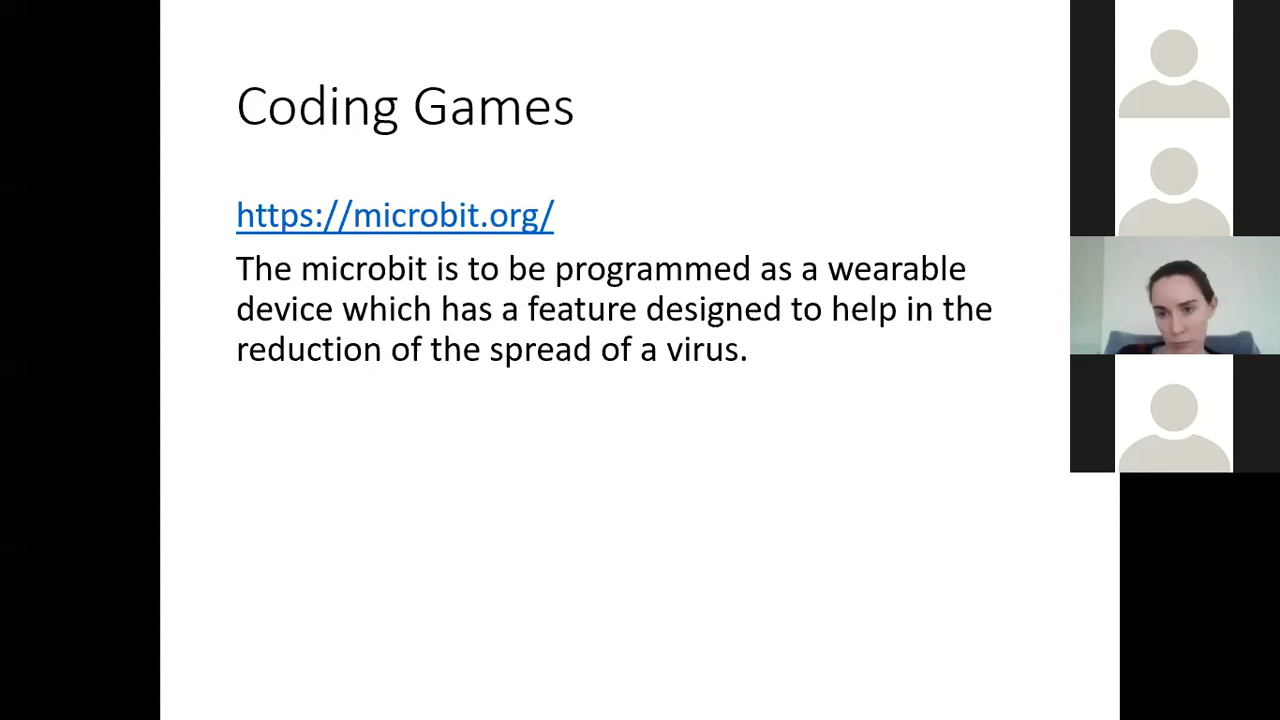 Coding Games
https://microbit.org/
The microbit is to be programmed as a wearable
device which has a feature designed to help in the
reduction of the spread of a virus.